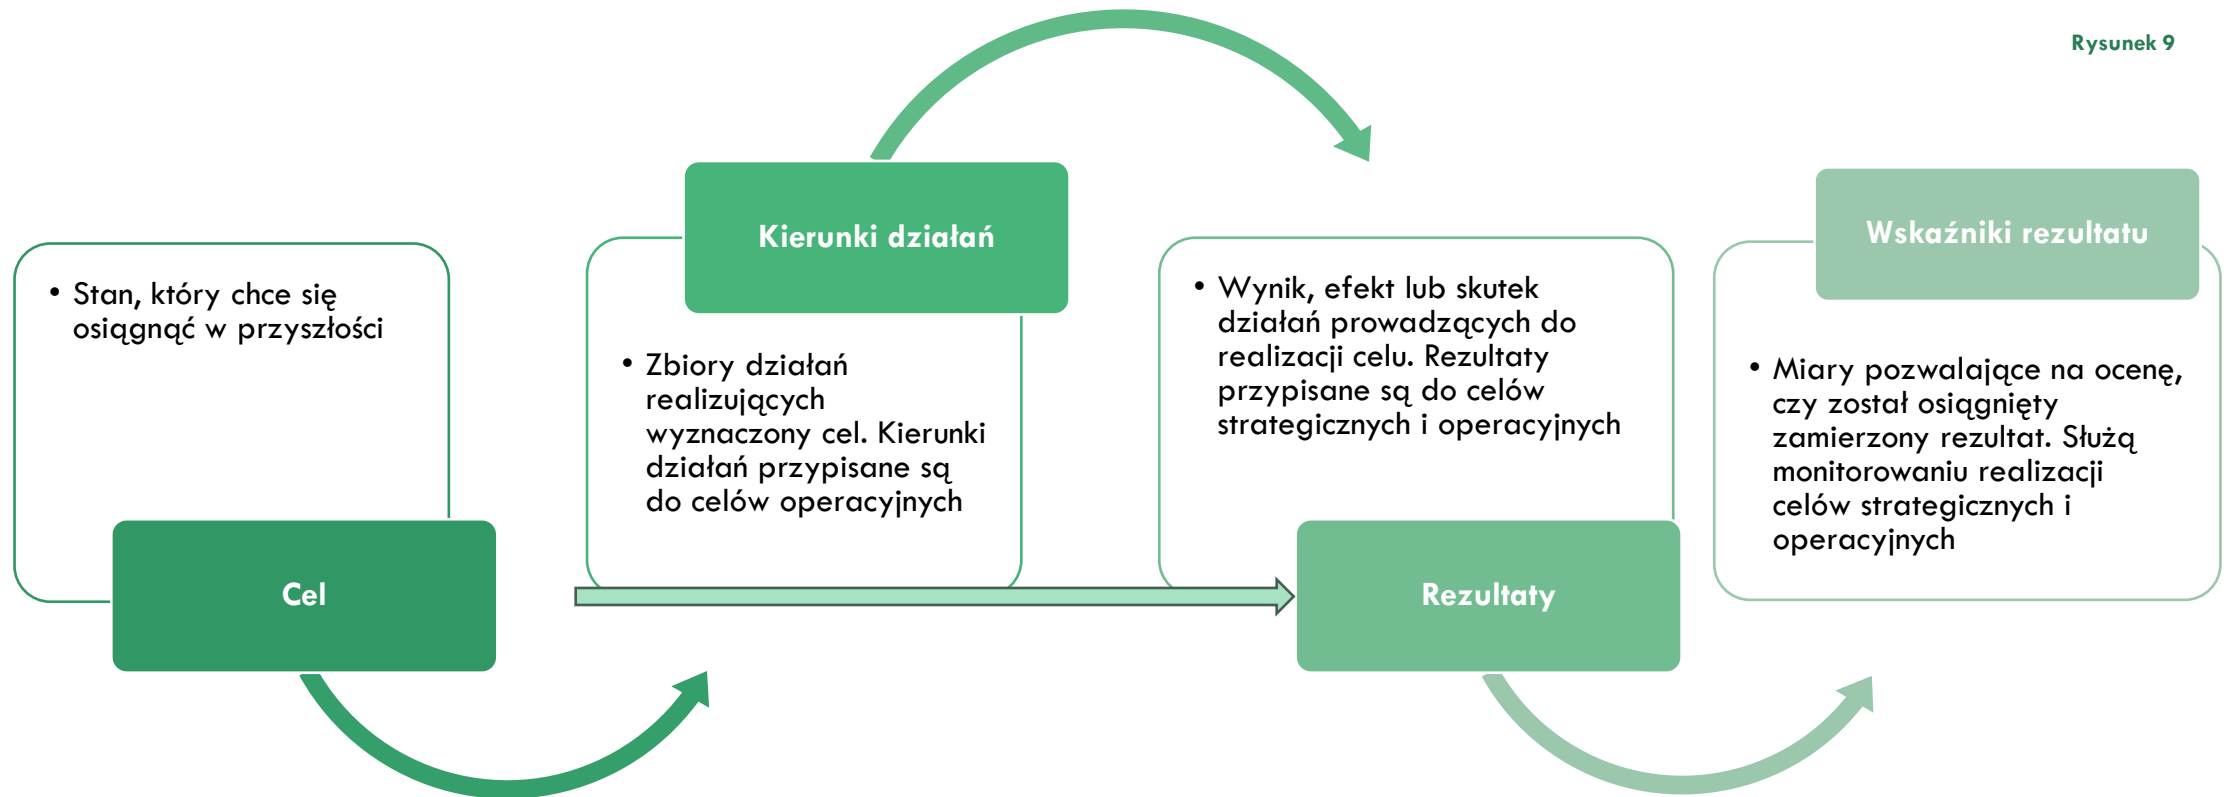 Rysunek 9
• Stan, który chce się
osiągnąć w przyszłości
Cel
Kierunki działań
• Zbiory działań
realizujących
wyznaczony cel. Kierunki
działań przypisane są
do celów operacyjnych
• Wynik, efekt lub skutek
działań prowadzących do
realizacji celu. Rezultaty
przypisane są do celów
strategicznych i operacyjnych
Rezultaty
Wskaźniki rezultatu
• Miary pozwalające na ocenę,
czy został osiągnięty
zamierzony rezultat. Służą
monitorowaniu realizacji
celów strategicznych i
operacyjnych